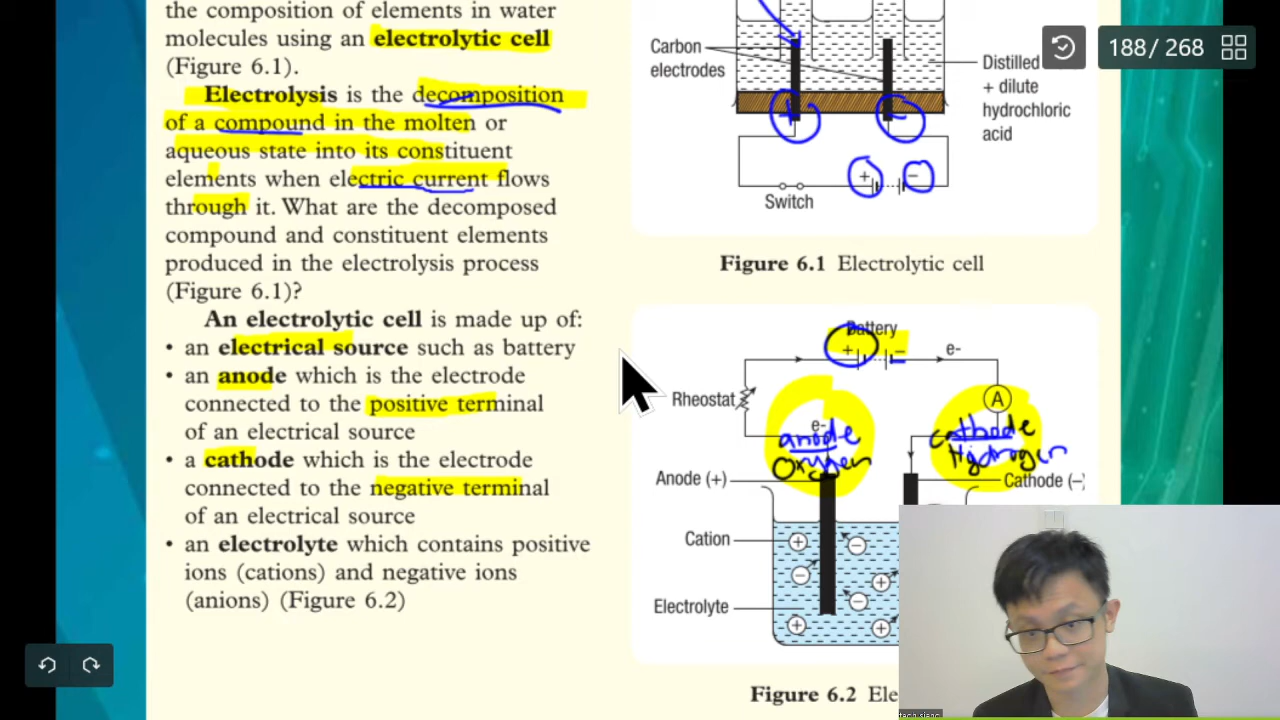 the composition of elements in water
molecules using an electrolytic cell
(Figure 6.1).
Electrolysis is the decomposition
of a compound in the molten or
aqueous state into its constituent
elements when electric current flows
through it. What are the decomposed
compound and constituent elements
produced in the electrolysis process
(Figure 6.1)?
An electrolytic cell is made up of:
• an electrical source such as battery
• an anode which is the electrode
connected to the positive terminal
of an electrical source
• a cathode which is the electrode
connected to the negative terminal
of an electrical source
• an electrolyte which contains positive
ions (cations) and negative ions
(anions) (Figure 6.2)
188/ 268
Carbon
electrodes
Distilled
+ dilute
hydrochloric
acid
+
−
+
−
Switch
Figure 6.1 Electrolytic cell
Battery
+
−
e-
Rheostat
A
e-
anode
Oxygen
cathode
Hydrogen
Anode (+)
Cathode (−)
Cation
Electrolyte
Figure 6.2 Ele